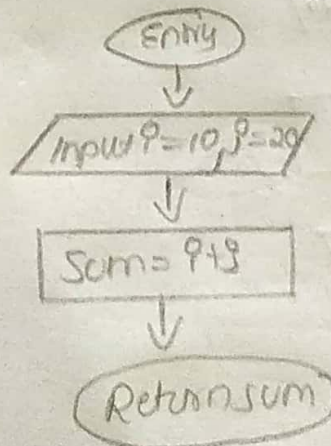 Entry
Input i=10, j=20
Sum= i+j
Return sum